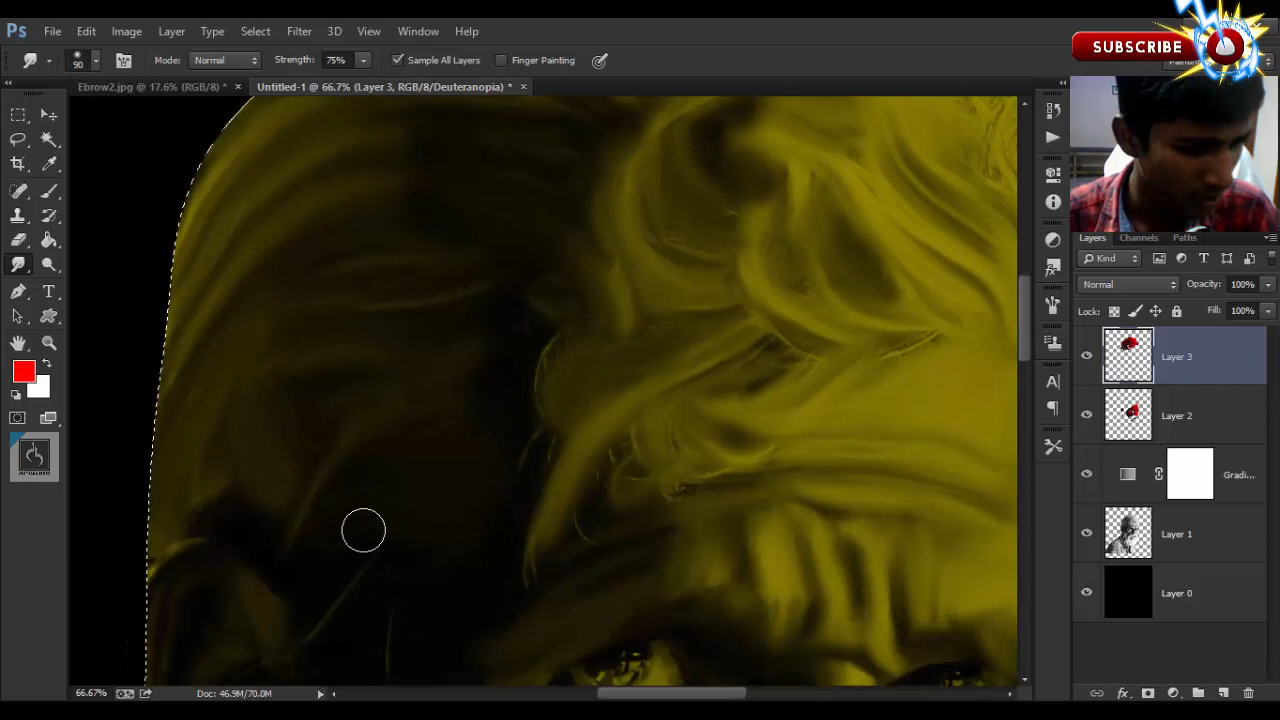 Ps File Edit Image Layer Type Select Filter 3D View Window Help
SUBSCRIBE
90 Mode: Normal Strength: 75% Sample All Layers Finger Painting
Ebrow2.jpg @ 17.6% (RGB/8) * × Untitled-1 @ 66.7% (Layer 3, RGB/8/Deuteranopia) * ×
Layers Channels Paths
Kind
Normal Opacity: 100%
Lock: Fill: 100%
Layer 3
Layer 2
Gradi...
Layer 1
Layer 0
66.67% Doc: 46.9M/70.0M